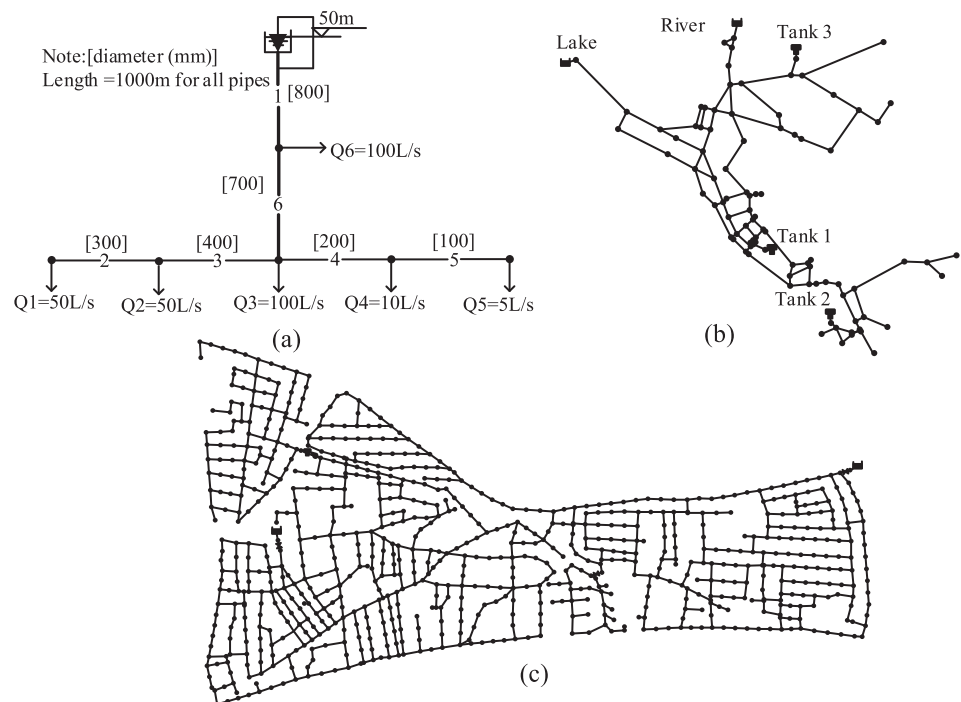 50m
Note:[diameter (mm)]
Length =1000m for all pipes
1 [800]
Q6=100L/s
[700]
6
[300] [400] [200] [100]
2 3 4 5
Q1=50L/s Q2=50L/s Q3=100L/s Q4=10L/s Q5=5L/s
(a)
River
Lake
Tank 3
Tank 1
Tank 2
(b)
(c)